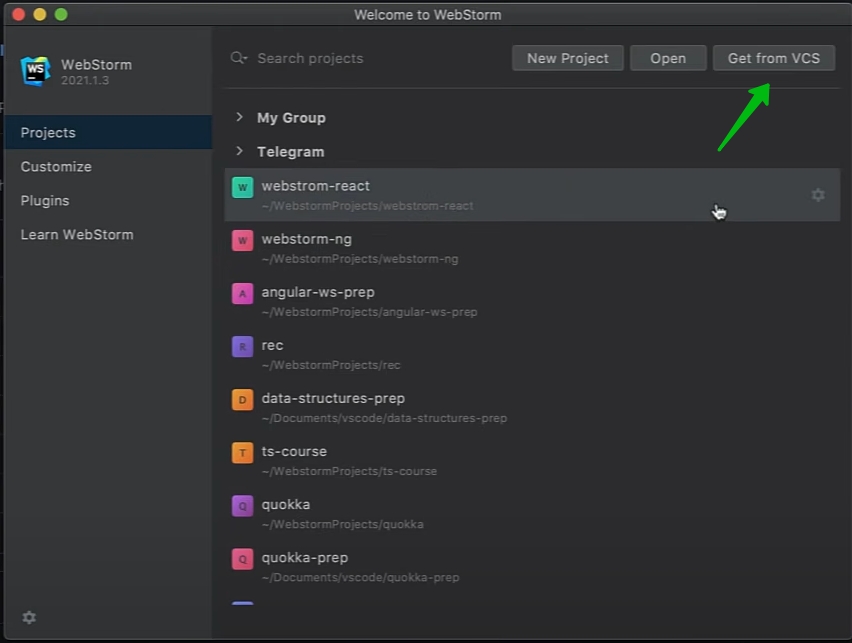 Welcome to WebStorm
WS
WebStorm
2021.1.3
Search projects
New Project
Open
Get from VCS
Projects
Customize
Plugins
Learn WebStorm
My Group
Telegram
W
webstrom-react
~/WebstormProjects/webstrom-react
W
webstorm-ng
~/WebstormProjects/webstorm-ng
A
angular-ws-prep
~/WebstormProjects/angular-ws-prep
R
rec
~/WebstormProjects/rec
D
data-structures-prep
~/Documents/vscode/data-structures-prep
T
ts-course
~/WebstormProjects/ts-course
Q
quokka
~/WebstormProjects/quokka
Q
quokka-prep
~/Documents/vscode/quokka-prep